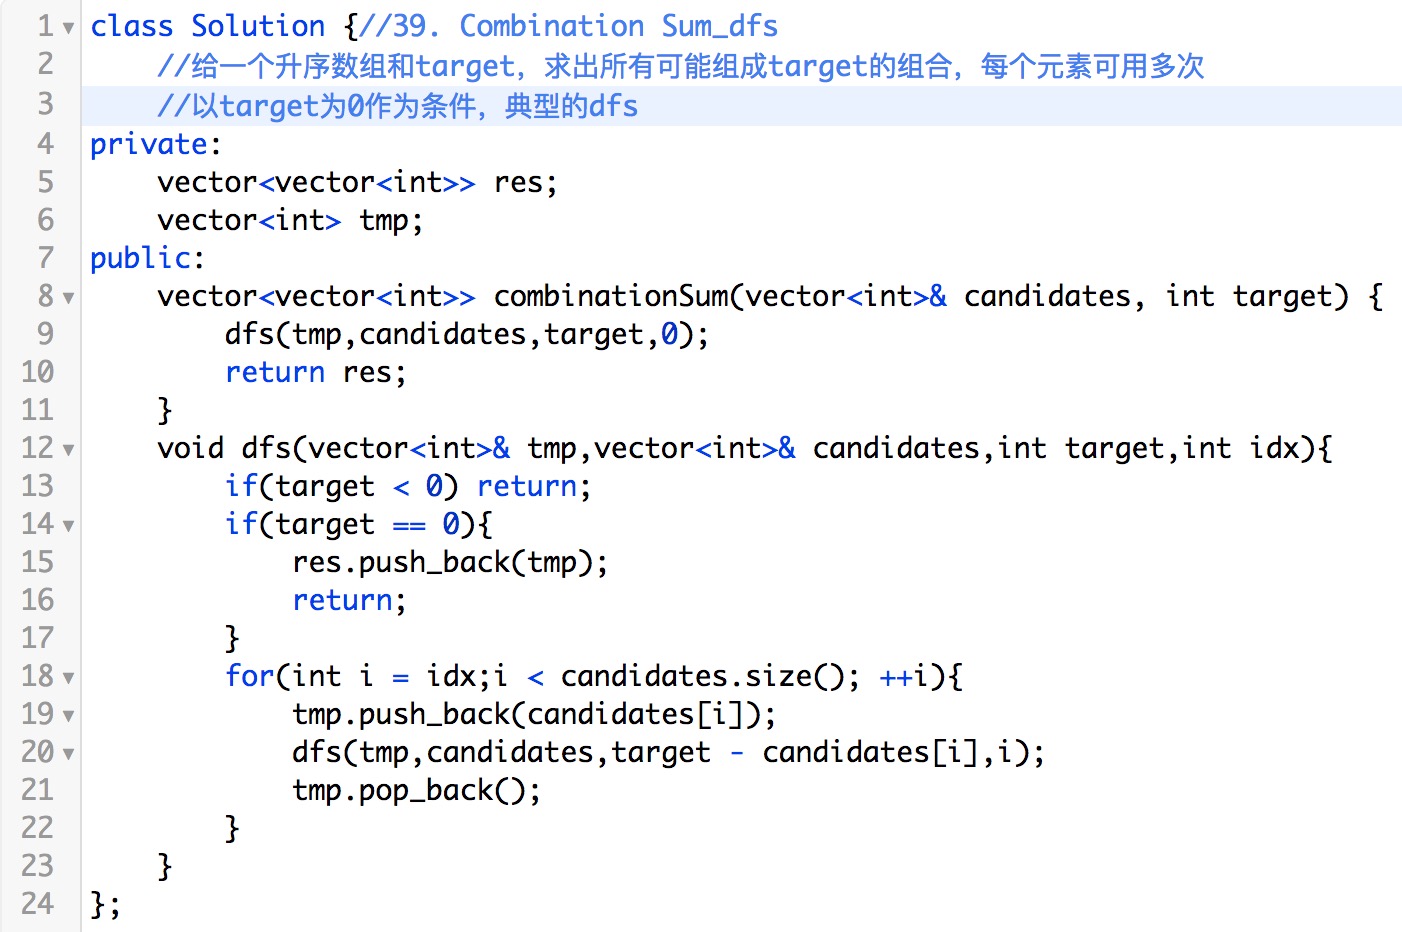 1 class Solution {//39. Combination Sum_dfs
2     //给一个升序数组和target，求出所有可能组成target的组合，每个元素可用多次
3     //以target为0作为条件，典型的dfs
4 private:
5     vector<vector<int>> res;
6     vector<int> tmp;
7 public:
8     vector<vector<int>> combinationSum(vector<int>& candidates, int target) {
9         dfs(tmp,candidates,target,0);
10         return res;
11     }
12     void dfs(vector<int>& tmp,vector<int>& candidates,int target,int idx){
13         if(target < 0) return;
14         if(target == 0){
15             res.push_back(tmp);
16             return;
17         }
18         for(int i = idx;i < candidates.size(); ++i){
19             tmp.push_back(candidates[i]);
20             dfs(tmp,candidates,target - candidates[i],i);
21             tmp.pop_back();
22         }
23     }
24 };